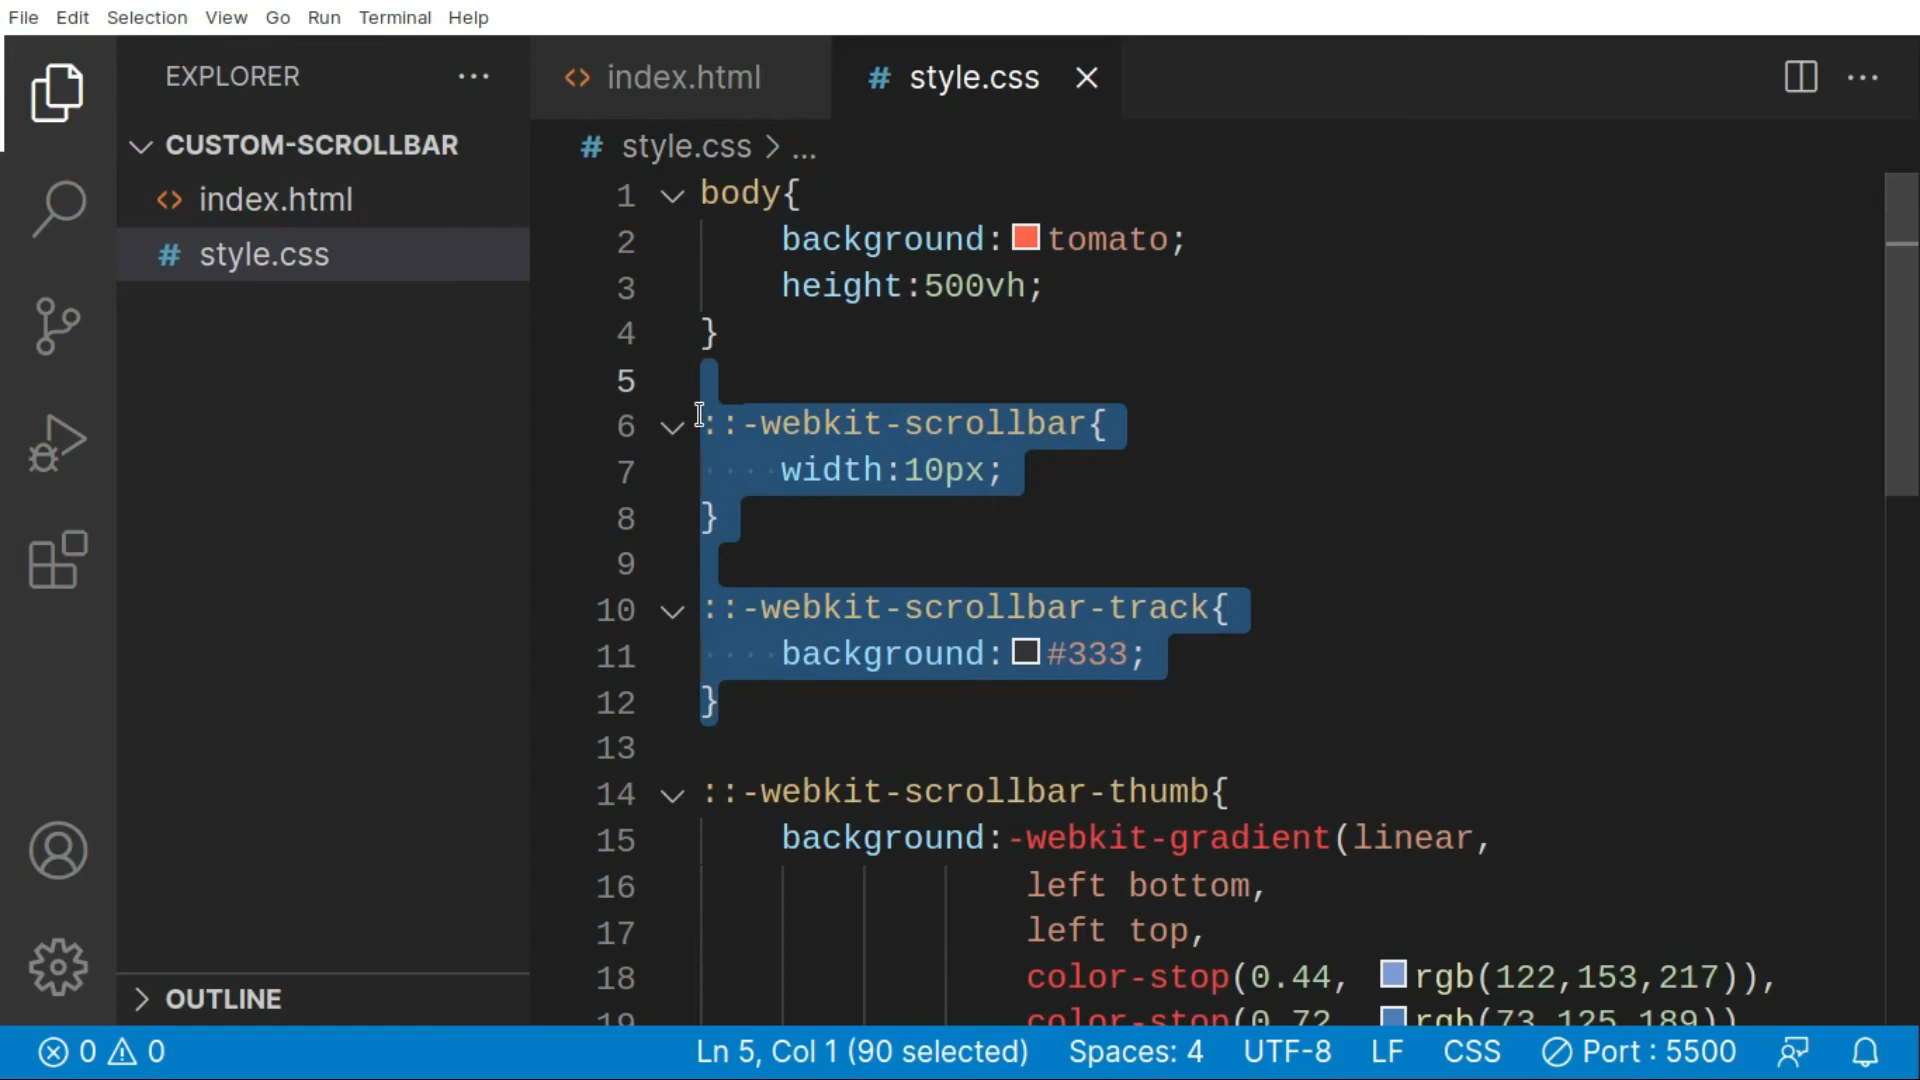 File Edit Selection View Go Run Terminal Help
EXPLORER ...
index.html
# style.css
CUSTOM-SCROLLBAR
index.html
# style.css
OUTLINE
# style.css > ...
1 body{
2 background: tomato;
3 height:500vh;
4 }
5
6 ::-webkit-scrollbar{
7 width:10px;
8 }
9
10 ::-webkit-scrollbar-track{
11 background: #333;
12 }
13
14 ::-webkit-scrollbar-thumb{
15 background:-webkit-gradient(linear,
16 left bottom,
17 left top,
18 color-stop(0.44, rgb(122,153,217)),
19 color-stop(0.72, rgb(73,125,189)),
0 0 Ln 5, Col 1 (90 selected) Spaces: 4 UTF-8 LF CSS Port : 5500